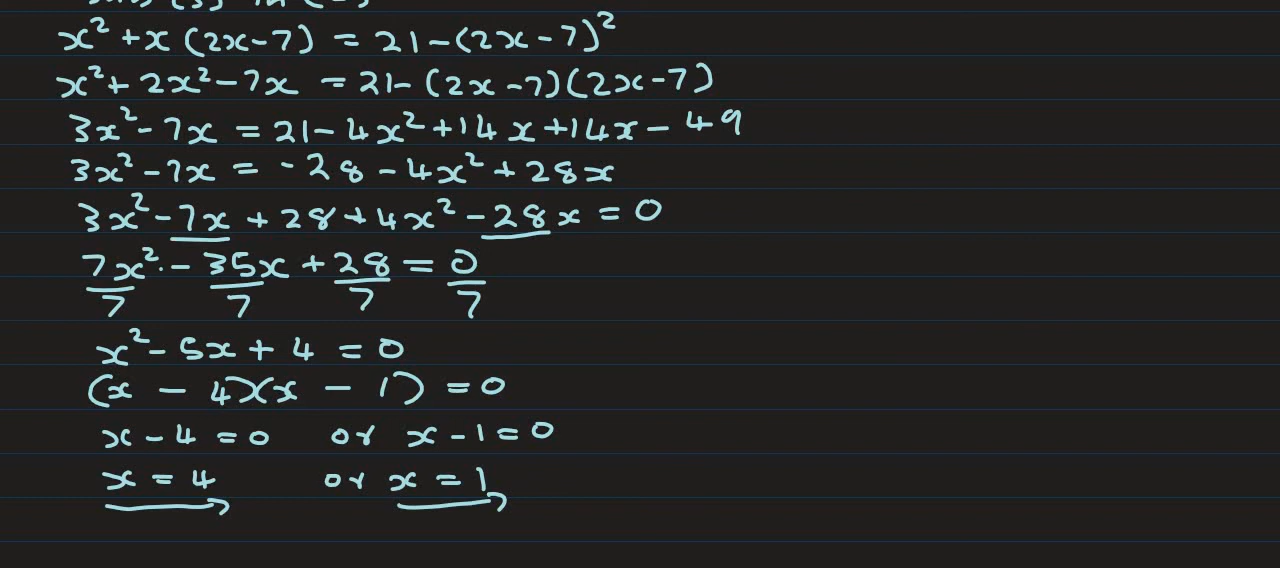 x² + x (2x - 7) = 21 - (2x - 7)²
x² + 2x² - 7x = 21 - (2x - 7)(2x - 7)
3x² - 7x = 21 - 4x² + 14x + 14x - 49
3x² - 7x = -28 - 4x² + 28x
3x² - 7x + 28 + 4x² - 28x = 0
7x²/7 - 35x/7 + 28/7 = 0/7
x² - 5x + 4 = 0
(x - 4)(x - 1) = 0
x - 4 = 0 or x - 1 = 0
x = 4 or x = 1